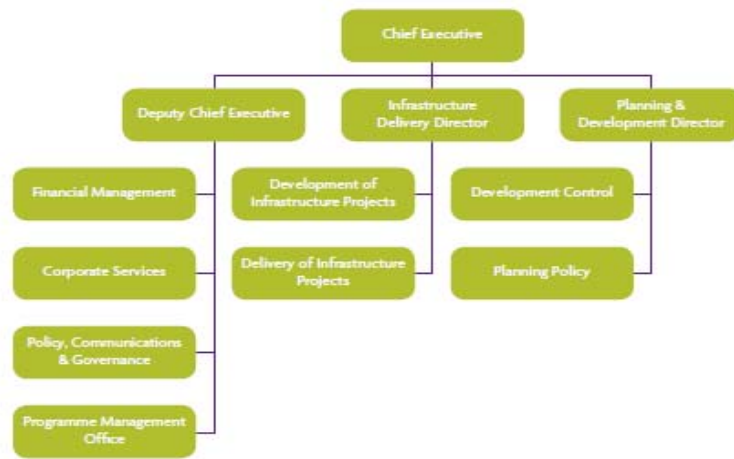 Chief Executive
Deputy Chief Executive
Infrastructure
Delivery Director
Planning &
Development Director
Financial Management
Development of
Infrastructure Projects
Development Control
Corporate Services
Delivery of Infrastructure
Projects
Planning Policy
Policy, Communications
& Governance
Programme Management
Office